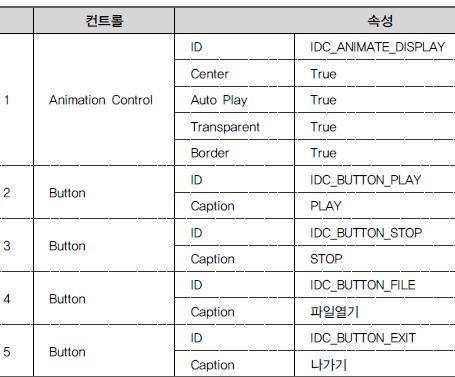 컨트롤 속성
1 Animation Control ID IDC_ANIMATE_DISPLAY
Center True
Auto Play True
Transparent True
Border True
2 Button ID IDC_BUTTON_PLAY
Caption PLAY
3 Button ID IDC_BUTTON_STOP
Caption STOP
4 Button ID IDC_BUTTON_FILE
Caption 파일열기
5 Button ID IDC_BUTTON_EXIT
Caption 나가기